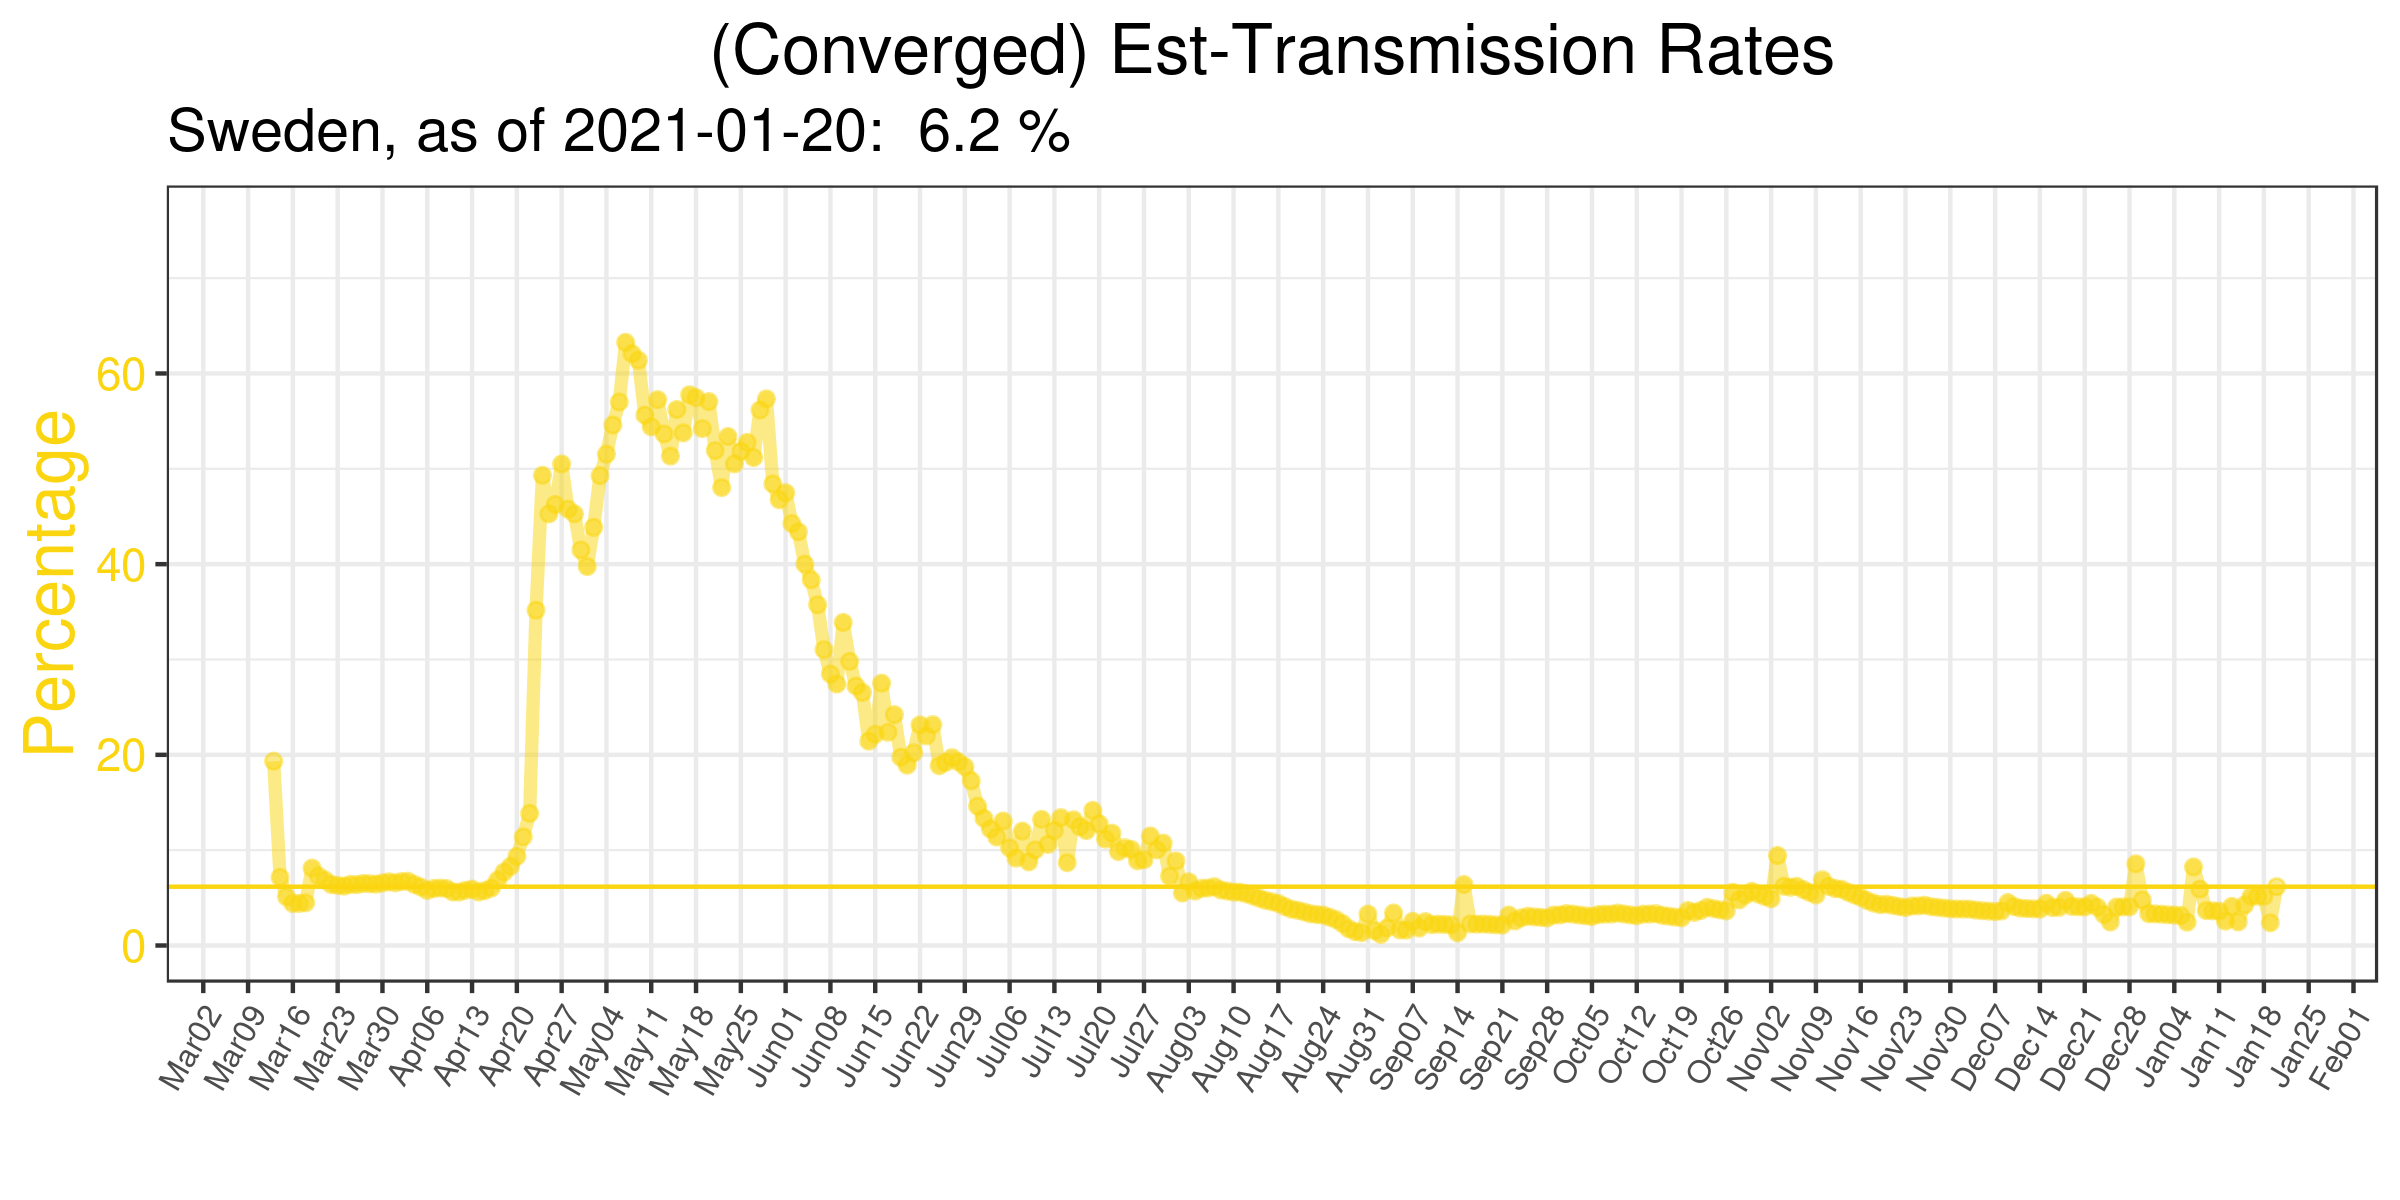 (Converged) Est-Transmission Rates
Sweden, as of 2021-01-20:  6.2 %
Percentage
60
40
20
0
Mar02
Mar09
Mar16
Mar23
Mar30
Apr06
Apr13
Apr20
Apr27
May04
May11
May18
May25
Jun01
Jun08
Jun15
Jun22
Jun29
Jul06
Jul13
Jul20
Jul27
Aug03
Aug10
Aug17
Aug24
Aug31
Sep07
Sep14
Sep21
Sep28
Oct05
Oct12
Oct19
Oct26
Nov02
Nov09
Nov16
Nov23
Nov30
Dec07
Dec14
Dec21
Dec28
Jan04
Jan11
Jan18
Jan25
Feb01